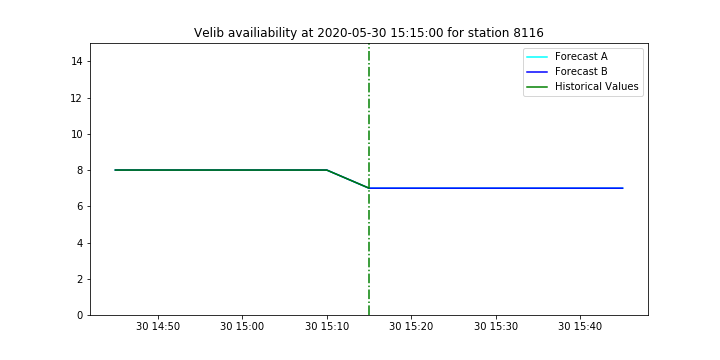 Velib availiability at 2020-05-30 15:15:00 for station 8116
Forecast A
Forecast B
Historical Values
14
12
10
8
6
4
2
0
30 14:50 30 15:00 30 15:10 30 15:20 30 15:30 30 15:40